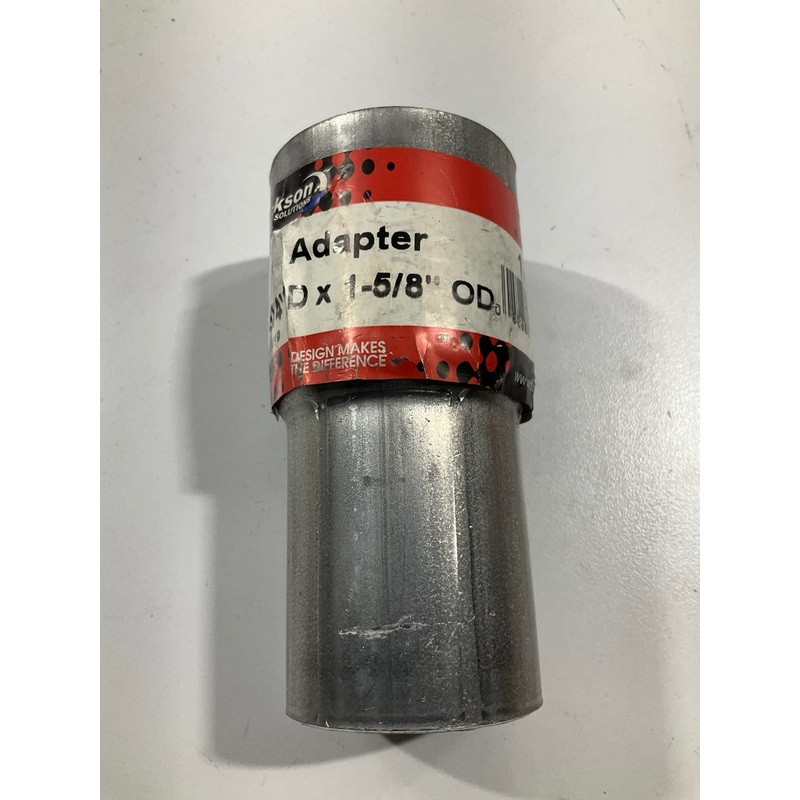 kson
SOLUTIONS
Adapter
D x 1-5/8" OD
DESIGN MAKES
THE DIFFERENCE